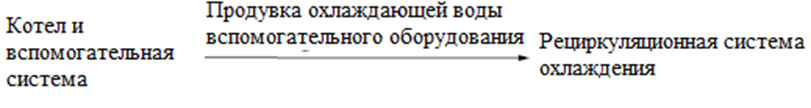 Котел и
вспомогательная
система
Продувка охлаждающей воды
вспомогательного оборудования
Рециркуляционная система
охлаждения